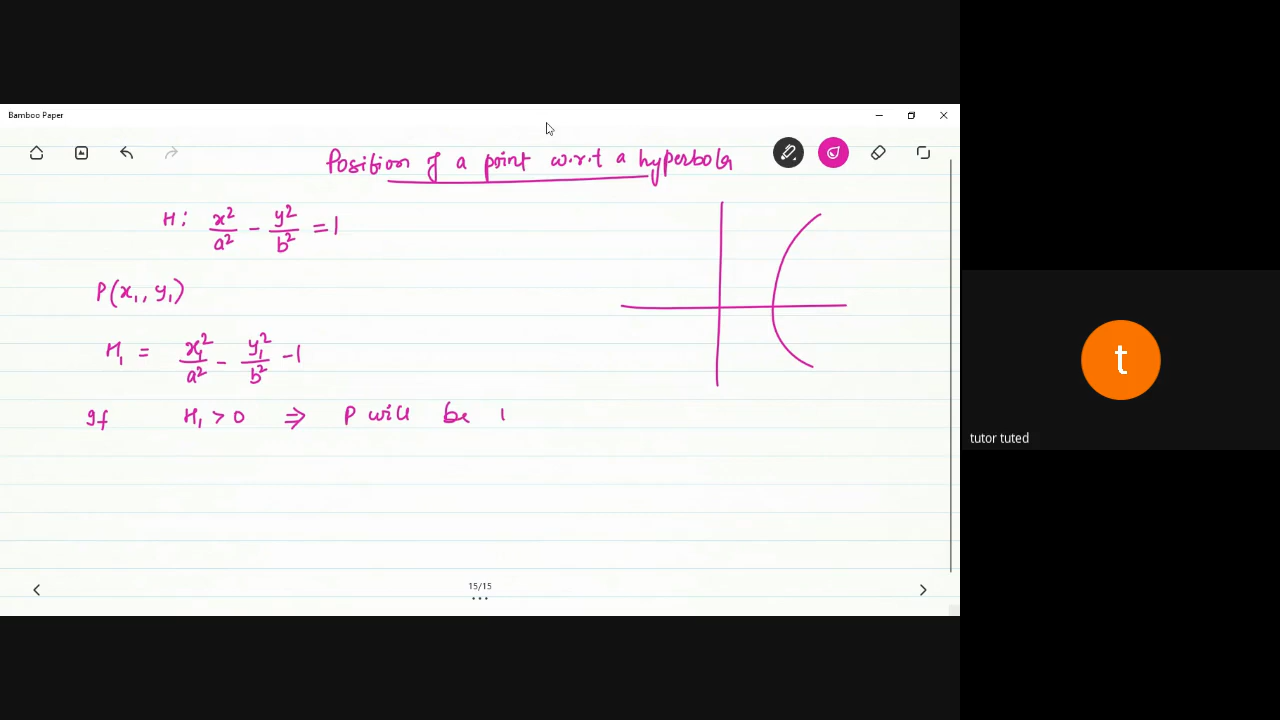 Bamboo Paper
Position of a point w.r.t a hyperbola
H: x²/a² - y²/b² = 1
P(x₁, y₁)
H₁ = x₁²/a² - y₁²/b² - 1
If H₁ > 0 ⇒ P will be
15/15
t
tutor tuted